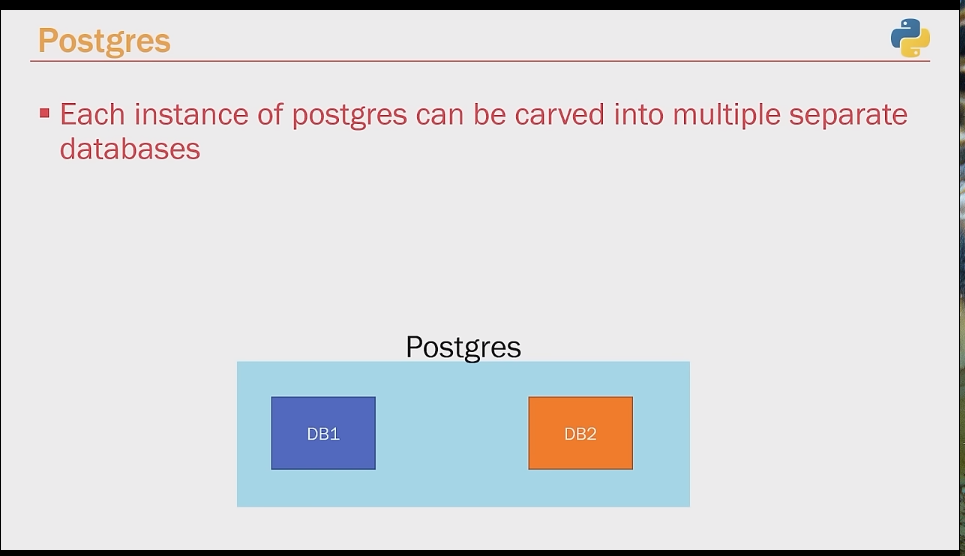 Postgres
Each instance of postgres can be carved into multiple separate
databases
Postgres
DB1
DB2